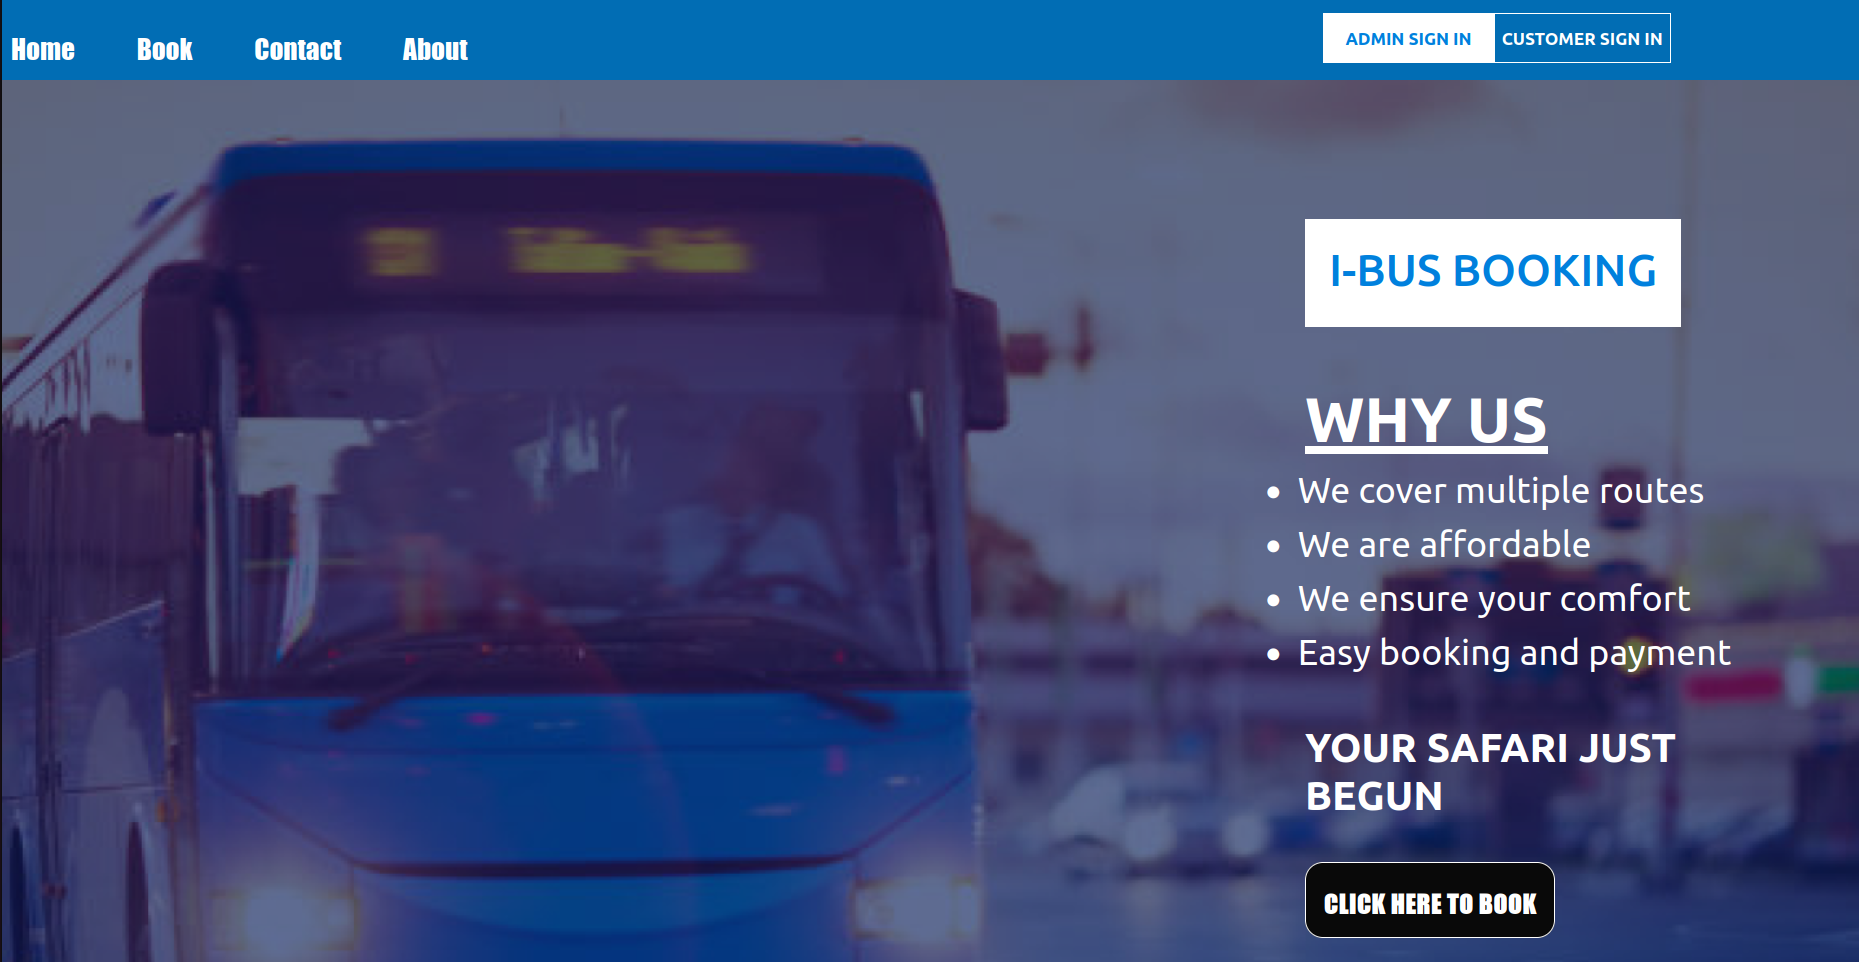 Home Book Contact About
ADMIN SIGN IN CUSTOMER SIGN IN
I-BUS BOOKING
WHY US
• We cover multiple routes
• We are affordable
• We ensure your comfort
• Easy booking and payment
YOUR SAFARI JUST
BEGUN
CLICK HERE TO BOOK